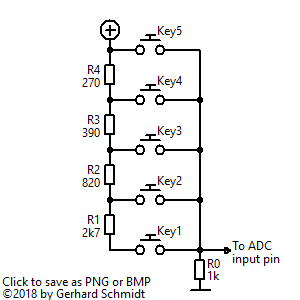 Key5
R4
270
Key4
R3
390
Key3
R2
820
Key2
R1
2k7
Key1
To ADC
input pin
R0
1k
Click to save as PNG or BMP
©2018 by Gerhard Schmidt